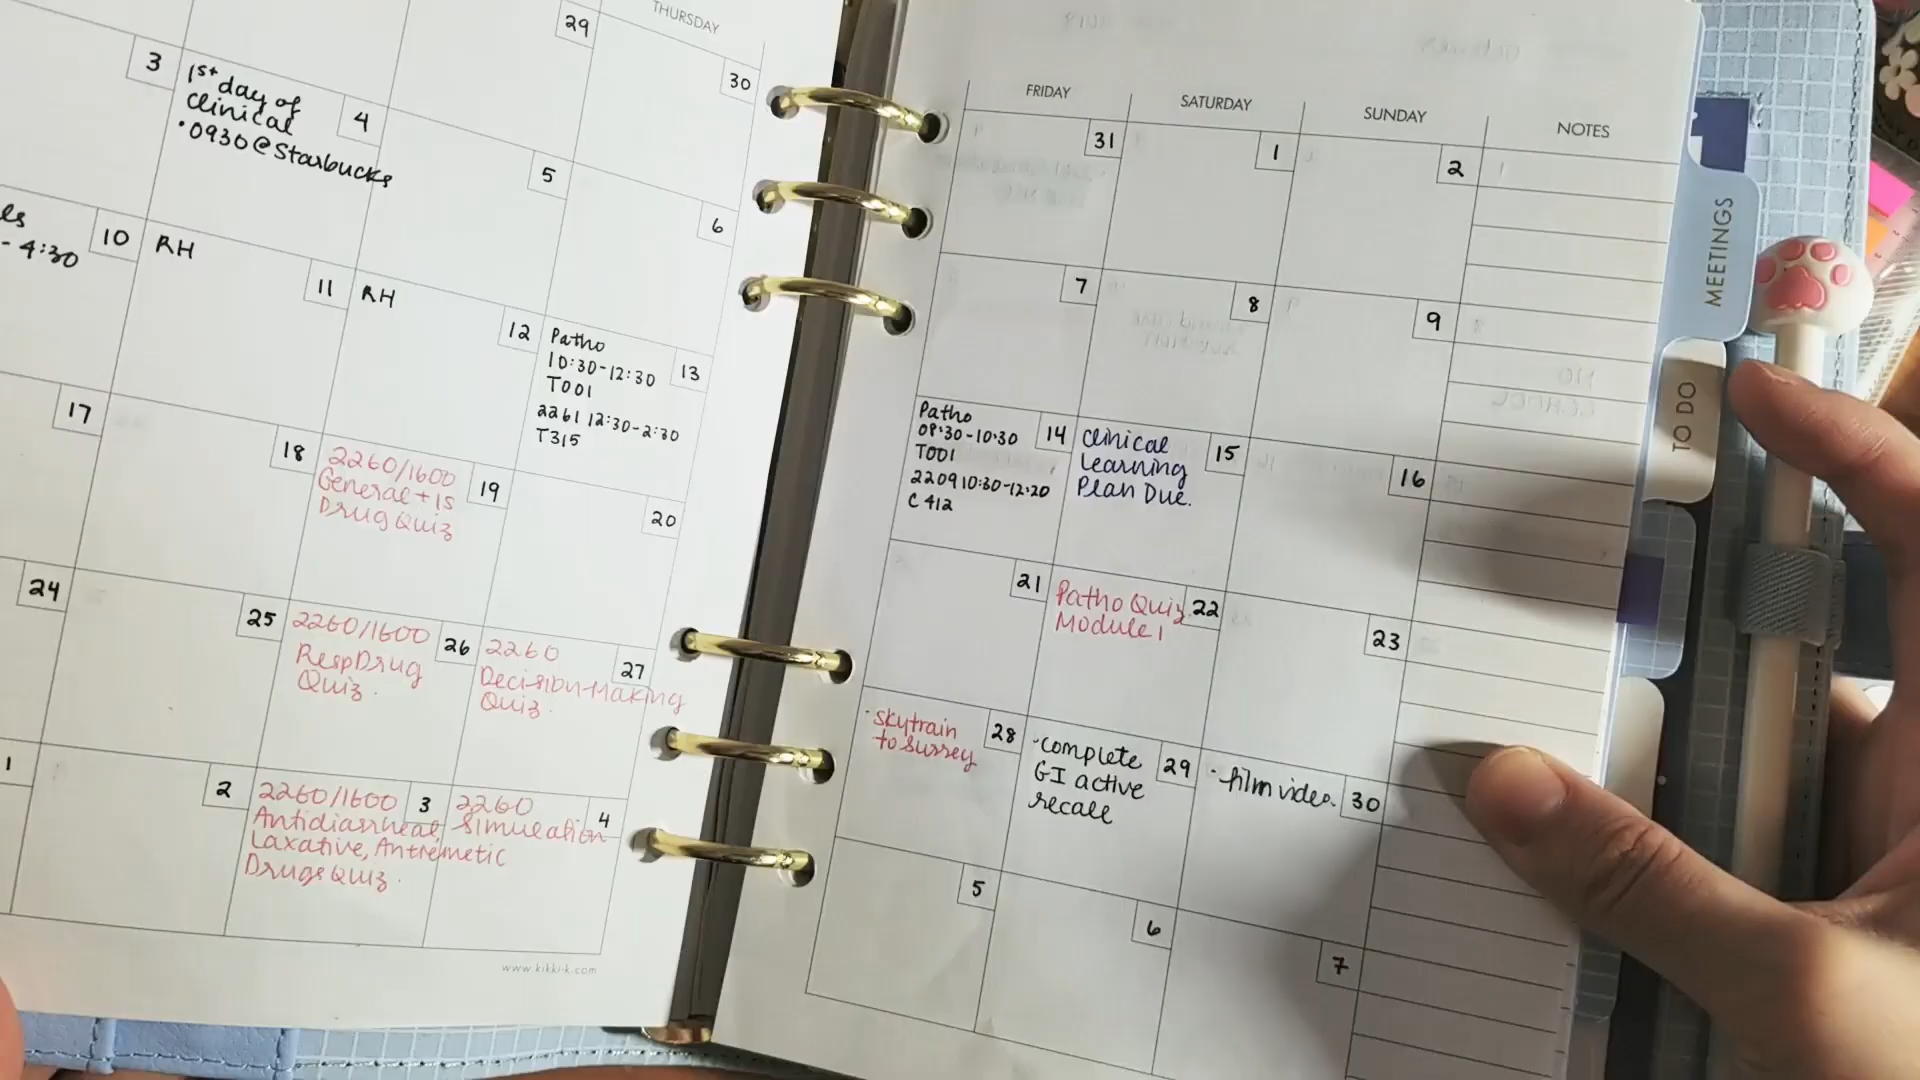 THURSDAY
29
30
3
1st day of
clinical
•0930@Starbucks
4
5
6
les
- 4:30
10
RH
11
RH
12
Patho
10:30-12:30
T001
2261 12:30-2:30
T315
13
17
18
2260/1600
General + IS
Drug Quiz
19
20
24
25
2260/1600
Resp Drug
Quiz.
26
2260
Decision-Making
Quiz.
27
1
2
2260/1600
Antidiarrheal,
Laxative, Antiemetic
Drugs Quiz.
3
2260
Simulation
4
www.kikki-k.com
FRIDAY
SATURDAY
SUNDAY
NOTES
31
1
2
7
8
9
Patho
08:30-10:30
T001
2209 10:30-12:20
C412
14
clinical
Learning
Plan Due.
15
16
21
Patho Quiz
Module 1
22
23
·skytrain
to Surrey
28
·complete
GI active
recall
29
·film video.
30
5
6
7
MEETINGS
TO DO